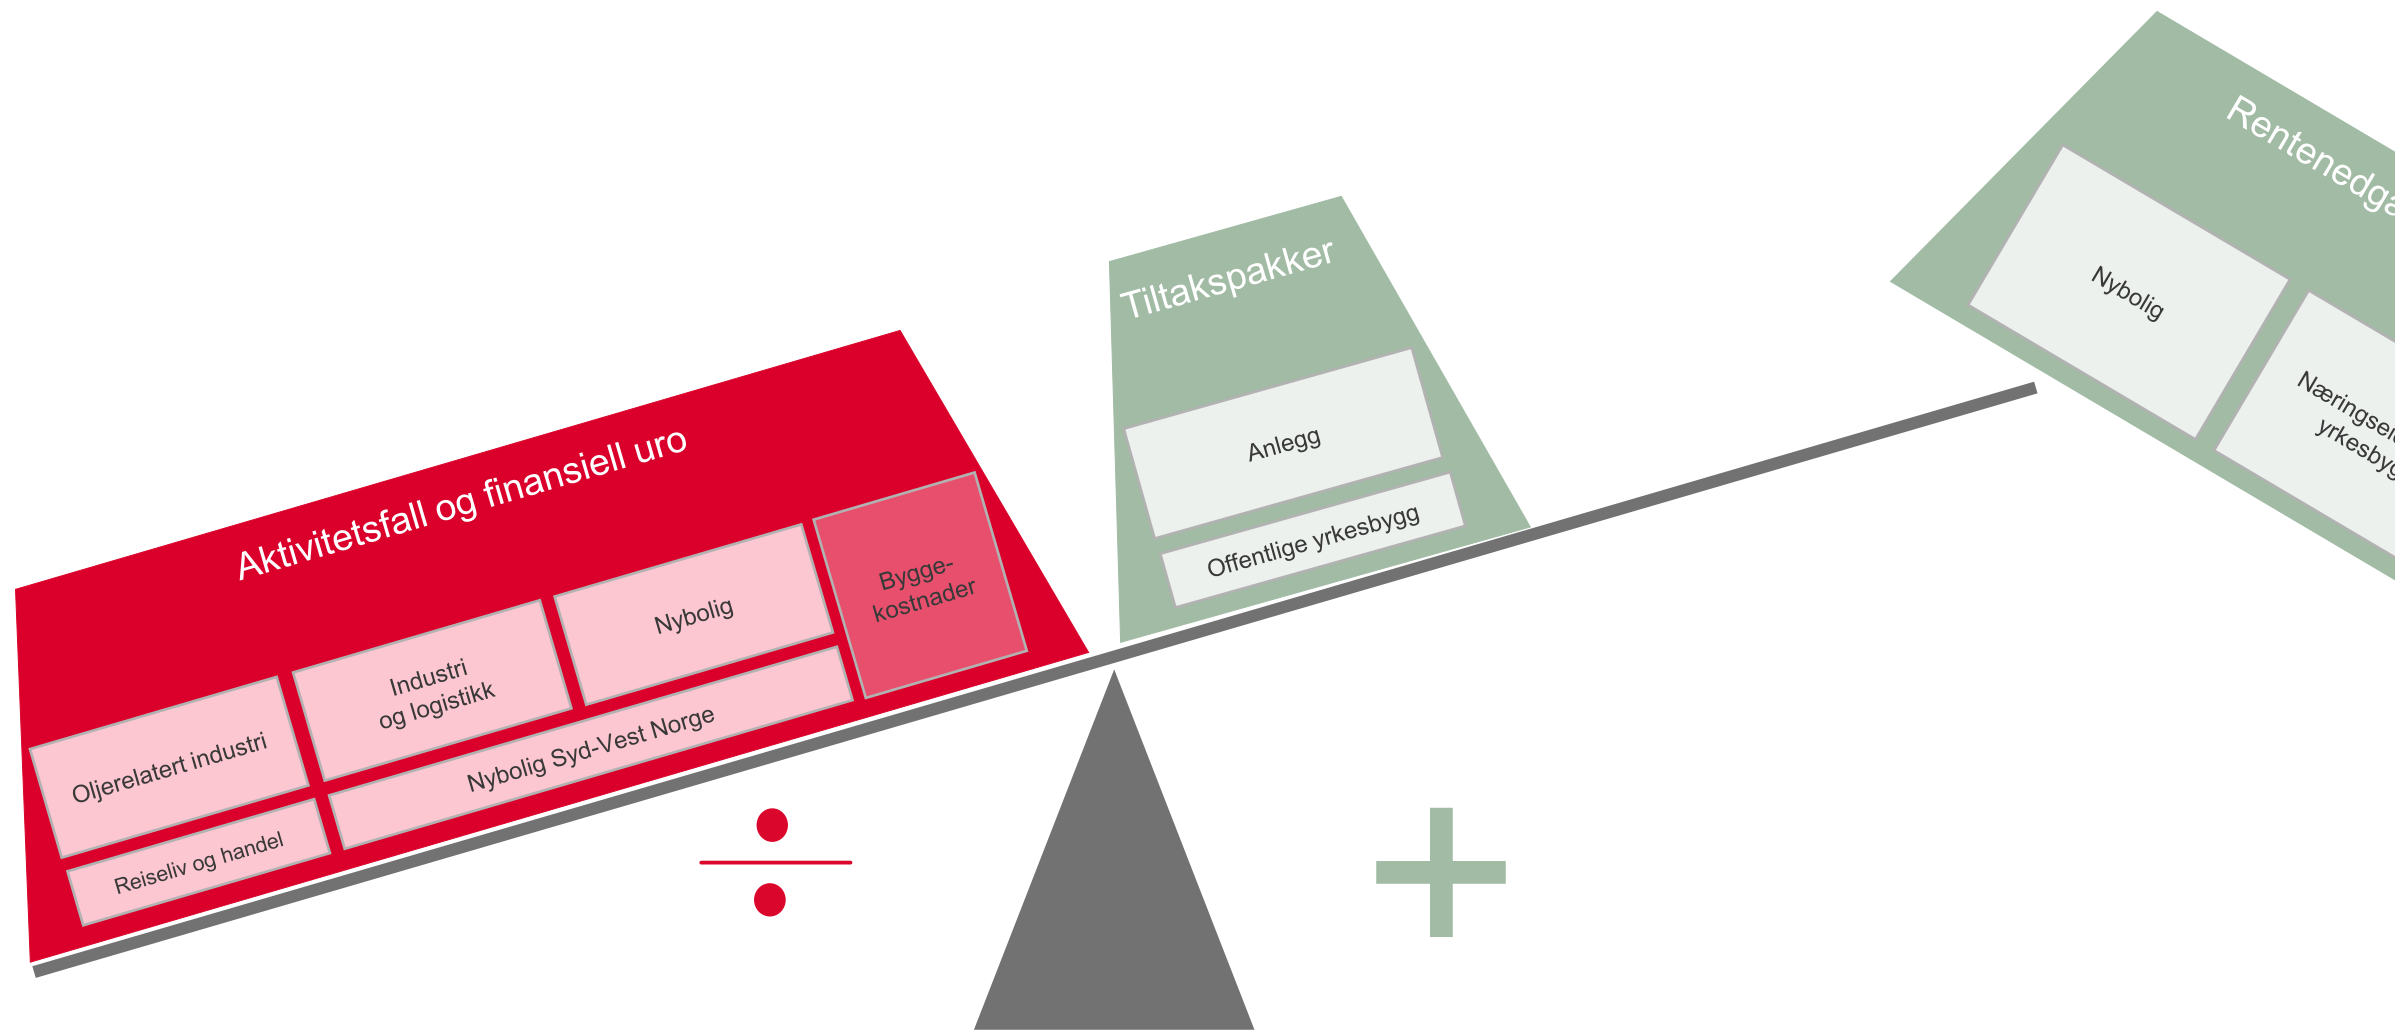 Aktivitetsfall og finansiell uro
Oljerelatert industri
Industri
og logistikk
Nybolig
Bygge-
kostnader
Reiseliv og handel
Nybolig Syd-Vest Norge
Tiltakspakker
Anlegg
Offentlige yrkesbygg
Nybolig